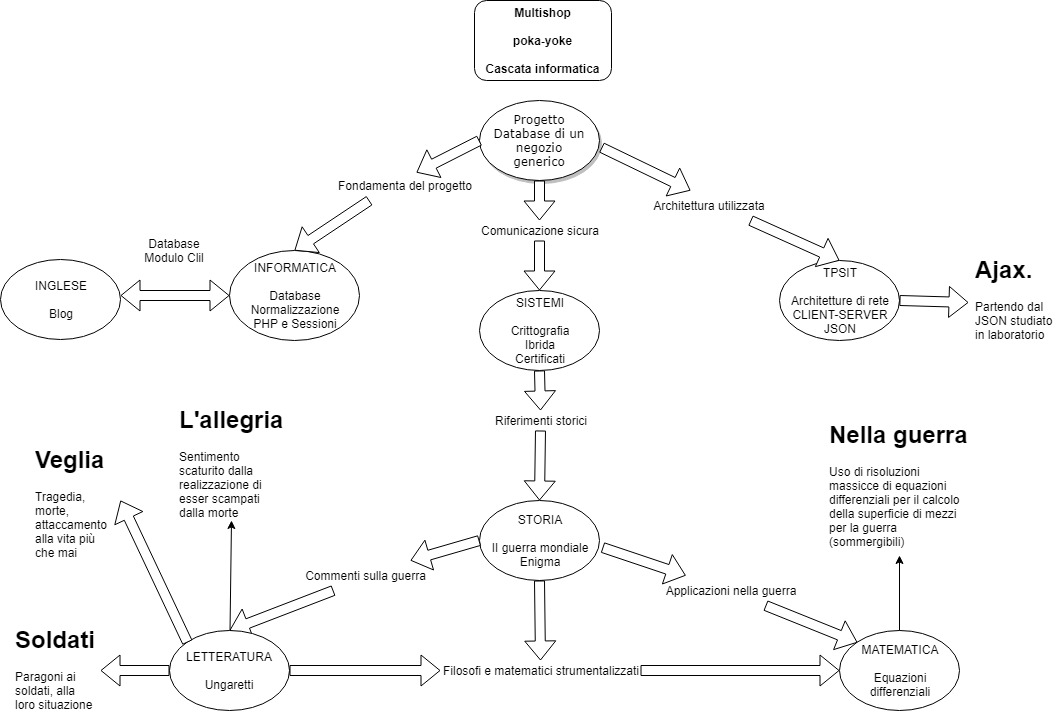 Multishop
poka-yoke
Cascata informatica
Progetto
Database di un
negozio
generico
Fondamenta del progetto
Architettura utilizzata
Comunicazione sicura
Database
Modulo Clil
INGLESE
Blog
INFORMATICA
Database
Normalizzazione
PHP e Sessioni
SISTEMI
Crittografia
Ibrida
Certificati
TPSIT
Architetture di rete
CLIENT-SERVER
JSON
Ajax.
Partendo dal
JSON studiato
in laboratorio
Riferimenti storici
L'allegria
Sentimento
scaturito dalla
realizzazione di
esser scampati
dalla morte
Veglia
Tragedia,
morte,
attaccamento
alla vita più
che mai
Nella guerra
Uso di risoluzioni
massicce di equazioni
differenziali per il calcolo
della superficie di mezzi
per la guerra
(sommergibili)
STORIA
II guerra mondiale
Enigma
Commenti sulla guerra
Applicazioni nella guerra
Soldati
Paragoni ai
soldati, alla
loro situazione
LETTERATURA
Ungaretti
Filosofi e matematici strumentalizzati
MATEMATICA
Equazioni
differenziali